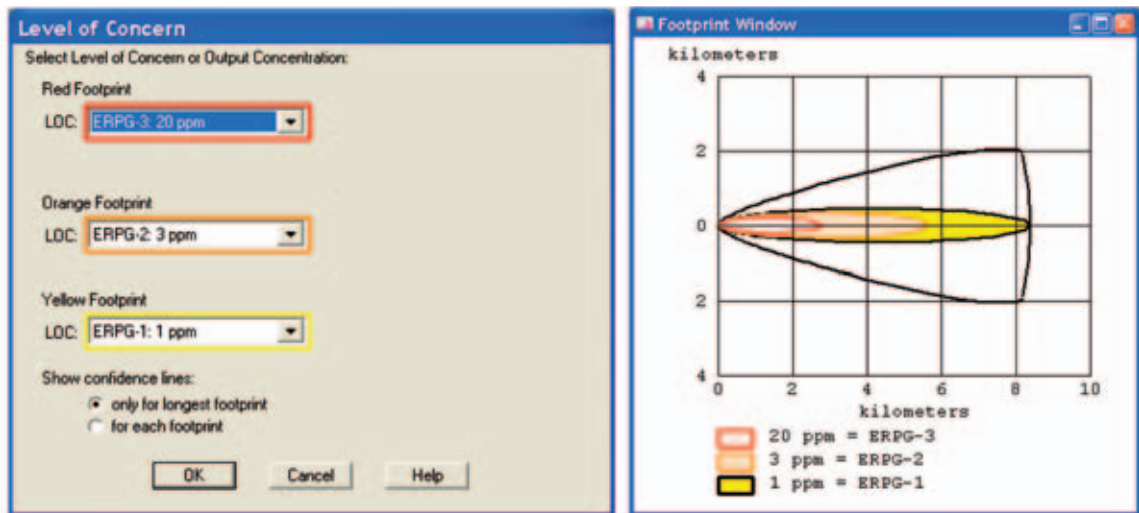 Level of Concern
Select Level of Concern or Output Concentration:
Red Footprint
LOC: ERPG-3: 20 ppm
Orange Footprint
LOC: ERPG-2: 3 ppm
Yellow Footprint
LOC: ERPG-1: 1 ppm
Show confidence lines:
only for longest footprint
for each footprint
OK Cancel Help
Footprint Window
kilometers
4
2
0
2
4
0 2 4 6 8 10
kilometers
20 ppm = ERPG-3
3 ppm = ERPG-2
1 ppm = ERPG-1